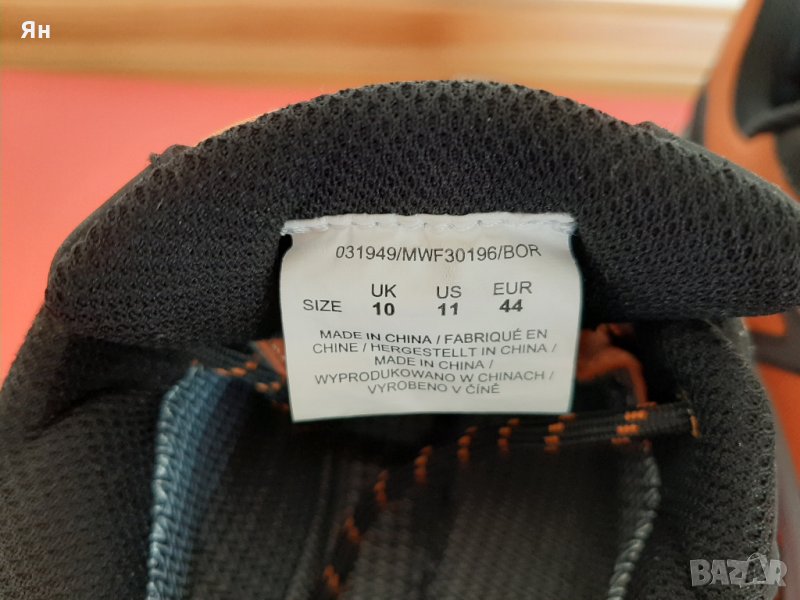 Ян
031949/MWF30196/BOR
UK US EUR
SIZE 10 11 44
MADE IN CHINA / FABRIQUÉ EN
CHINE / HERGESTELLT IN CHINA /
MADE IN CHINA /
WYPRODUKOWANO W CHINACH /
VYROBENO V ČÍNĚ
BAZAR